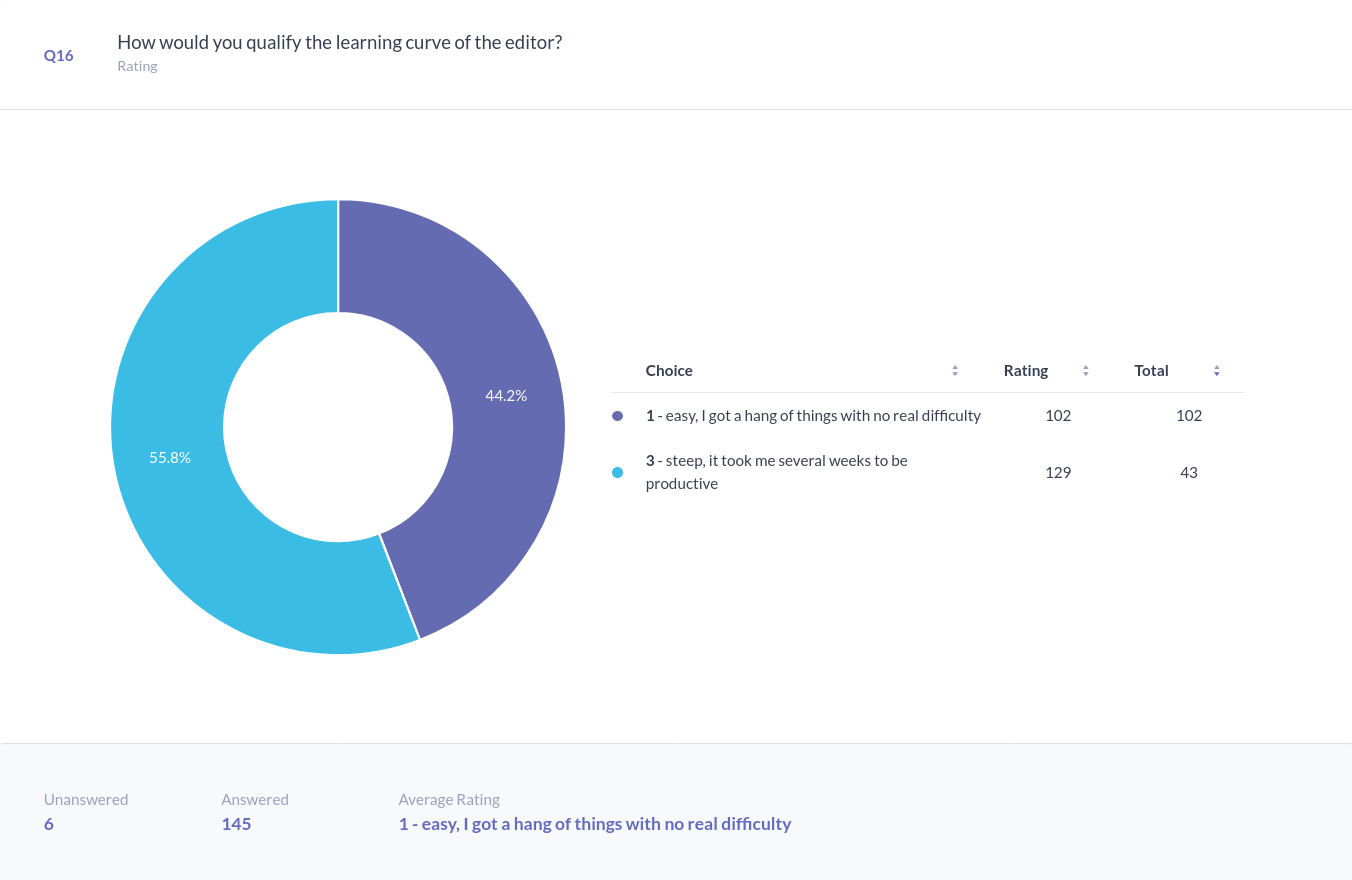 Q16
How would you qualify the learning curve of the editor?
Rating
44.2%
55.8%
Choice Rating Total
1 - easy, I got a hang of things with no real difficulty 102 102
3 - steep, it took me several weeks to be
productive 129 43
Unanswered Answered Average Rating
6 145 1 - easy, I got a hang of things with no real difficulty